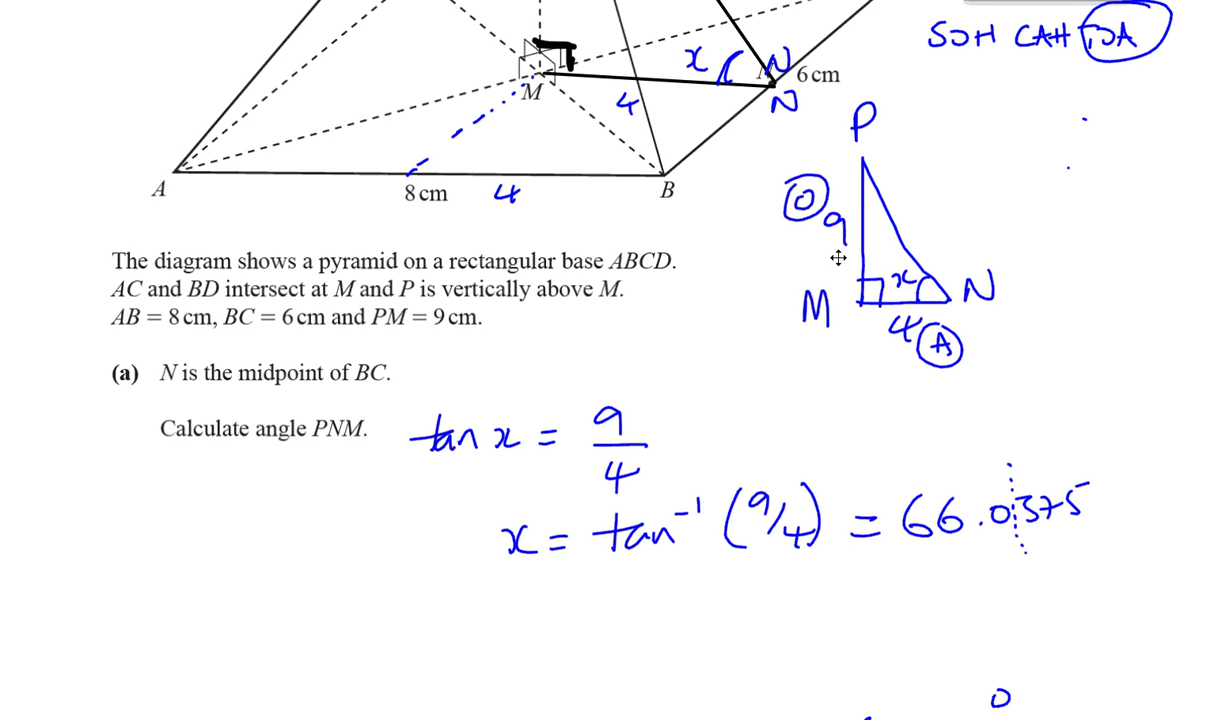 SOH CAH TOA
x N 6 cm
M
4 N
P
A 8 cm 4 B
O 9
The diagram shows a pyramid on a rectangular base ABCD.
AC and BD intersect at M and P is vertically above M.
AB = 8 cm, BC = 6 cm and PM = 9 cm.
M x N
4 A
(a) N is the midpoint of BC.
Calculate angle PNM.
tan x = 9/4
x = tan⁻¹ (9/4) = 66.0375
0